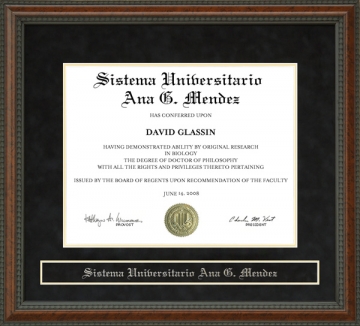 Sistema Universitario
Ana G. Mendez
HAS CONFERRED UPON
DAVID GLASSIN
HAVING DEMONSTRATED ABILITY BY ORIGINAL RESEARCH
IN BIOLOGY
THE DEGREE OF DOCTOR OF PHILOSOPHY
WITH ALL THE RIGHTS AND PRIVILEGES THERETO PERTAINING
ISSUED BY THE BOARD OF REGENTS UPON RECOMMENDATION OF THE FACULTY
JUNE 14, 2008
PROVOST
PRESIDENT
Sistema Universitario Ana G. Mendez